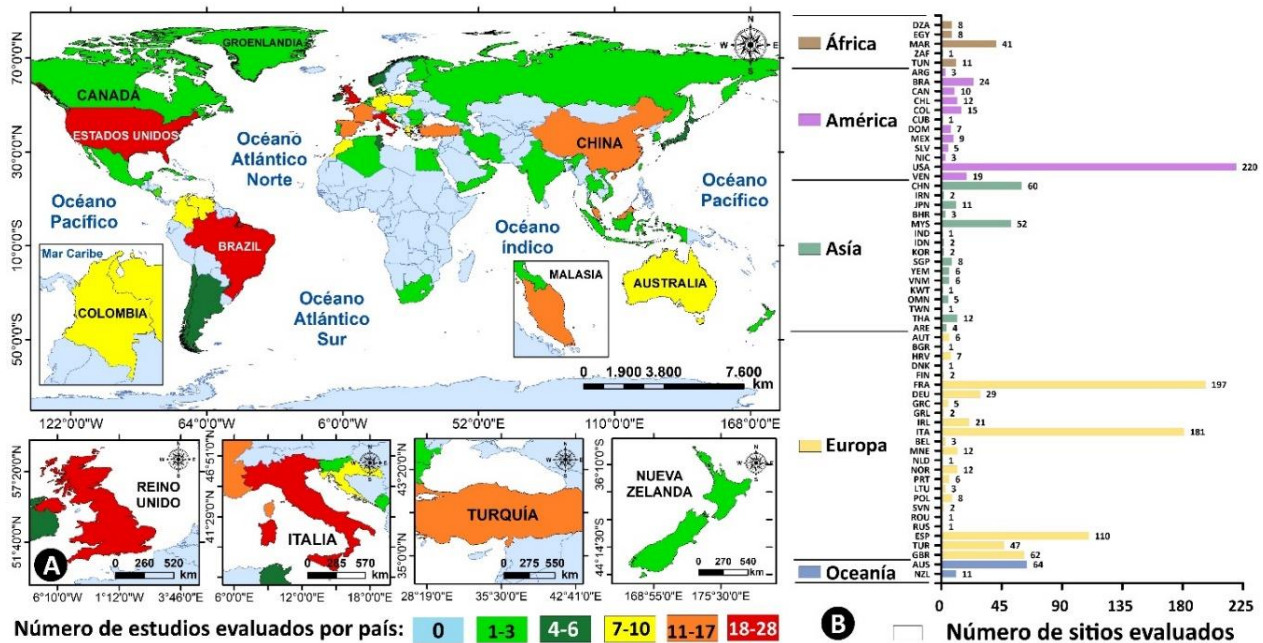 GROENLANDIA
CANADA
ESTADOS UNIDOS
Océano
Atlántico
Norte
CHINA
Océano
Pacífico
Océano
Pacífico
BRAZIL
Océano
índico
Mar Caribe
COLOMBIA
MALASIA
AUSTRALIA
Océano
Atlántico
Sur
N
W E
S
70°0'0"N
30°0'0"N
10°0'0"S
50°0'0"S
0 1.900 3.800 7.600
km
122°0'0"W 64°0'0"W 6°0'0"W 52°0'0"E 110°0'0"E 168°0'0"E
57°20'0"N
51°40'0"N
REINO
UNIDO
A
0 260 520
km
6°10'0"W 1°12'0"W 3°46'0"E
46°51'0"N
41°29'0"N
ITALIA
0 285 570
km
6°0'0"E 12°0'0"E 18°0'0"E
43°20'0"N
35°0'0"N
TURQUÍA
0 275 550
km
28°19'0"E 35°30'0"E 42°41'0"E
36°10'0"S
44°14'30"S
NUEVA
ZELANDA
0 270 540
km
168°55'0"E 175°3'30"E
Número de estudios evaluados por país: 0 1-3 4-6 7-10 11-17 18-28
B
África
América
Asía
Europa
Oceanía
DZA 8
EGY 8
MAR 41
ZAF 1
TUN 11
ARG 3
BRA 24
CAN 10
CHL 12
COL 15
CUB 1
DOM 7
MEX 9
SLV 5
NIC 3
USA 220
VEN 19
CHN 60
IRN 2
JPN 11
BHR 3
MYS 52
IND 1
IDN 2
KOR 2
SGP 8
YEM 6
VNM 6
KWT 1
OMN 5
TWN 1
THA 12
ARE 4
AUT 6
BGR 1
HRV 7
DNK 1
FIN 2
FRA 197
DEU 29
GRC 5
GRL 2
IRL 21
ITA 181
BEL 3
MNE 12
NLD 1
NOR 12
PRT 6
LTU 3
POL 8
SVN 2
ROU 1
RUS 1
ESP 110
TUR 47
GBR 62
AUS 64
NZL 11
0 45 90 135 180 225
Número de sitios evaluados